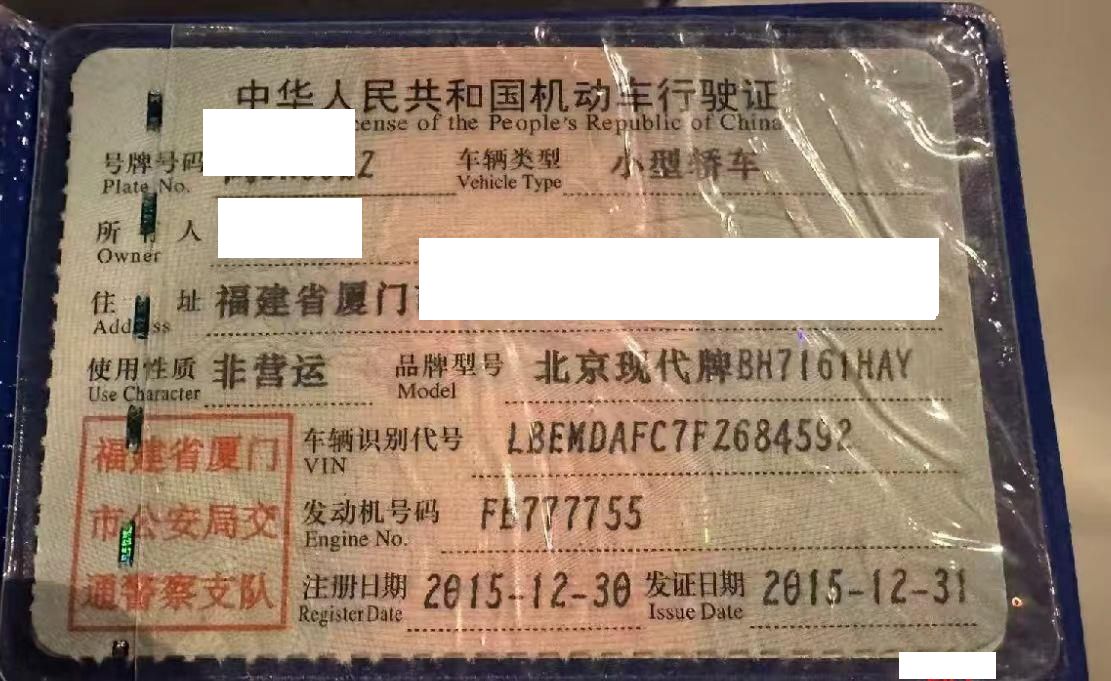 中华人民共和国机动车行驶证
cense of the People's Republic of China
号牌号码 Z 车辆类型 小型轿车
Plate No. Vehicle Type
所有人
Owner
住址 福建省厦门
Address
使用性质 非营运 品牌型号 北京现代牌BH7161HAY
Use Character Model
福建省厦门
市公安局交
通警察支队
车辆识别代号 LBEMDAFC7FZ684592
VIN
发动机号码 FB777755
Engine No.
注册日期 2015-12-30 发证日期 2015-12-31
Register Date Issue Date